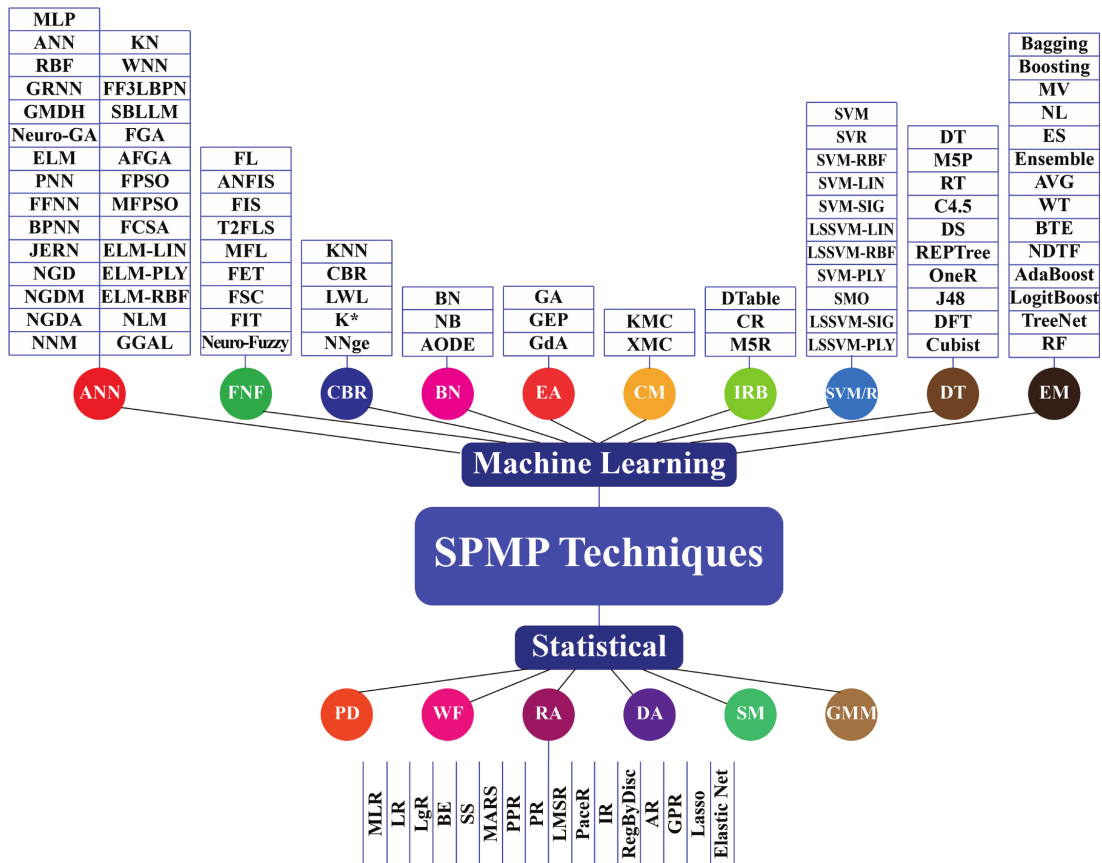 MLP
ANN
RBF
GRNN
GMDH
Neuro-GA
ELM
PNN
FFNN
BPNN
JERN
NGD
NGDM
NGDA
NNM
KN
WNN
FF3LBPN
SBLLM
FGA
AFGA
FPSO
MFPSO
FCSA
ELM-LIN
ELM-PLY
ELM-RBF
NLM
GGAL
FL
ANFIS
FIS
T2FLS
MFL
FET
FSC
FIT
Neuro-Fuzzy
KNN
CBR
LWL
K*
NNge
BN
NB
AODE
GA
GEP
GdA
KMC
XMC
DTable
CR
M5R
SVM
SVR
SVM-RBF
SVM-LIN
SVM-SIG
LSSVM-LIN
LSSVM-RBF
SVM-PLY
SMO
LSSVM-SIG
LSSVM-PLY
DT
M5P
RT
C4.5
DS
REPTree
OneR
J48
DFT
Cubist
Bagging
Boosting
MV
NL
ES
Ensemble
AVG
WT
BTE
NDTF
AdaBoost
LogitBoost
TreeNet
RF
ANN
FNF
CBR
BN
EA
CM
IRB
SVM/R
DT
EM
Machine Learning
SPMP Techniques
Statistical
PD
WF
RA
DA
SM
GMM
MLR
LR
LgR
BE
SS
MARS
PPR
PR
LMSR
PaceR
IR
RegByDisc
AR
GPR
Lasso
Elastic Net